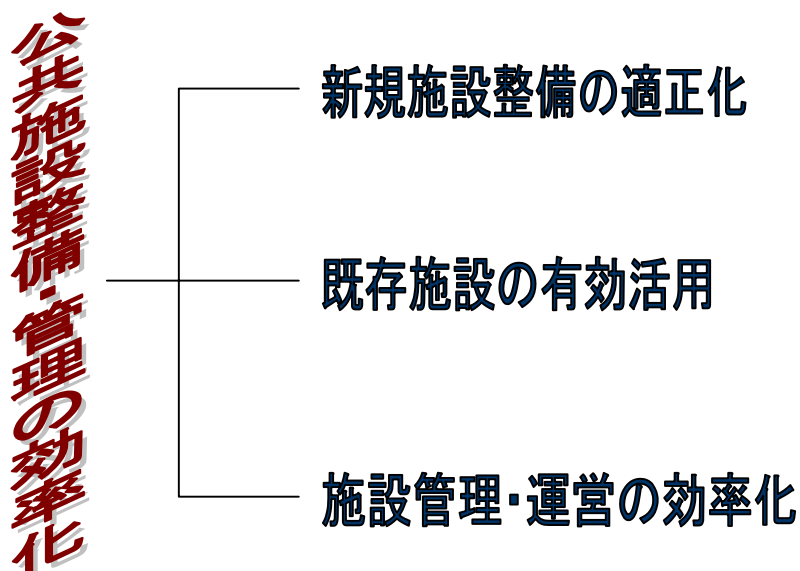 公共施設整備・管理の効率化
新規施設整備の適正化
既存施設の有効活用
施設管理・運営の効率化